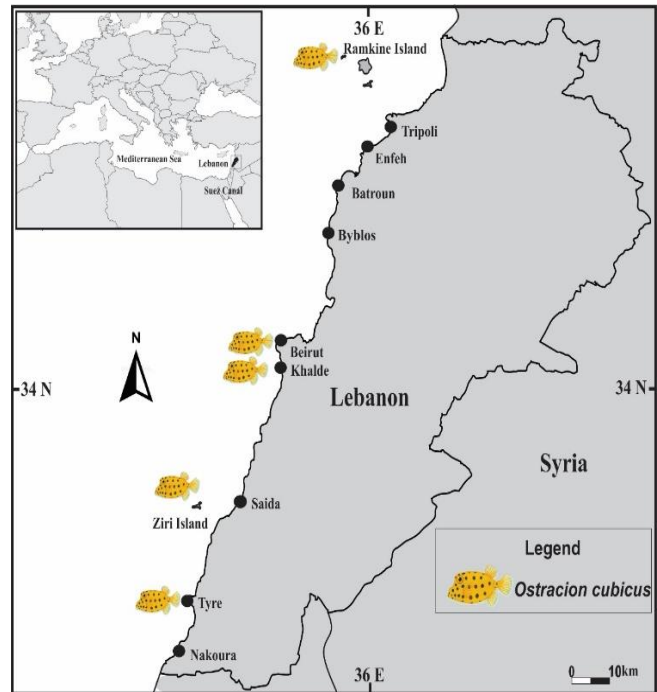 36 E
Ramkine Island
Tripoli
Enfeh
Batroun
Byblos
Mediterranean Sea
Lebanon
Suez Canal
N
Beirut
Khalde
34 N
34 N
Lebanon
Syria
Saida
Ziri Island
Legend
Ostracion cubicus
Tyre
Nakoura
36 E
0 10km